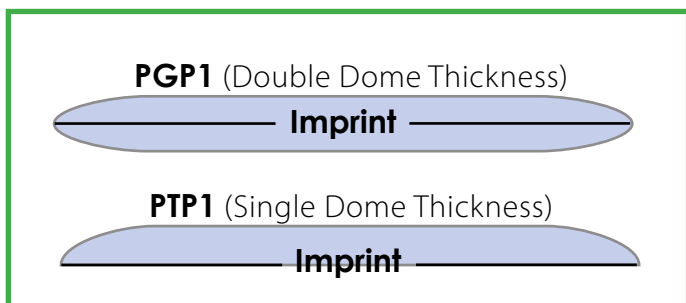 PGP1 (Double Dome Thickness)
Imprint
PTP1 (Single Dome Thickness)
Imprint